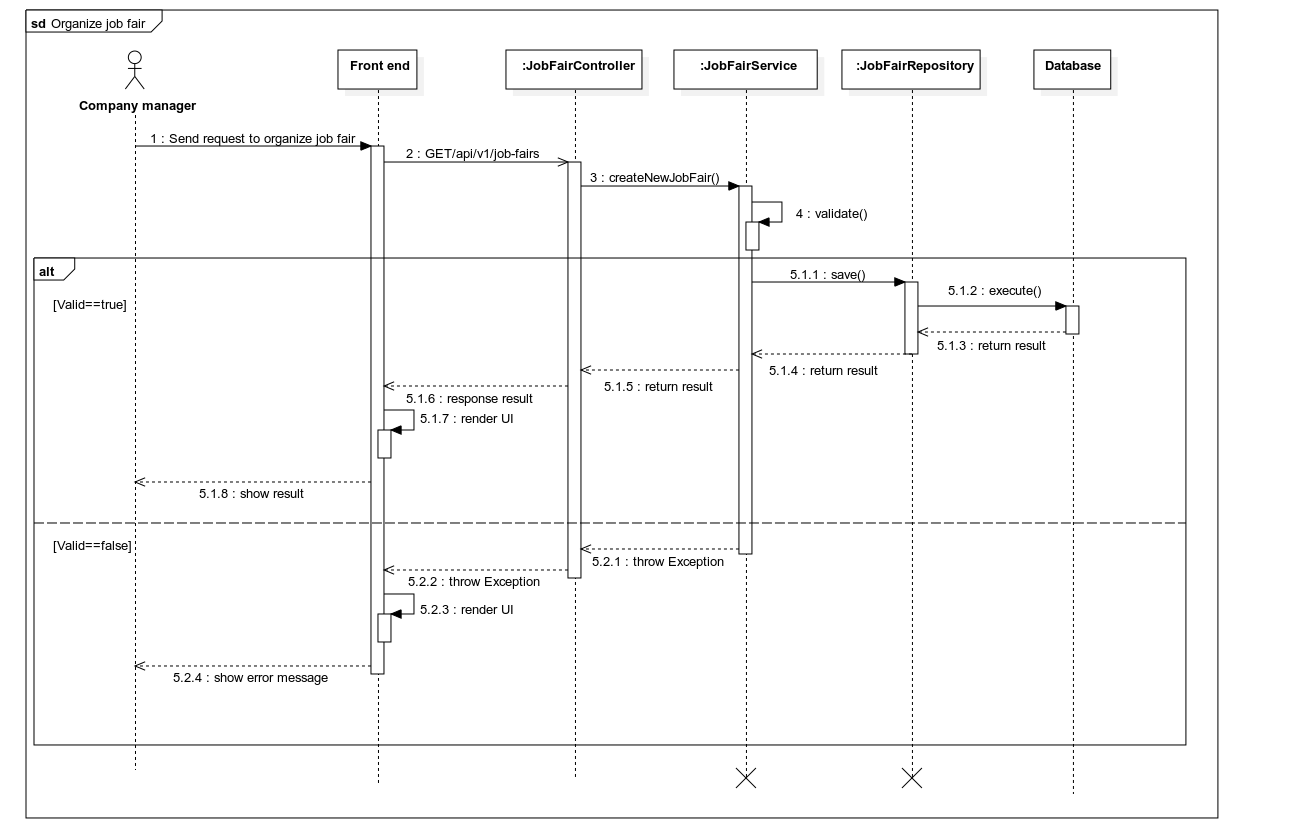 sd Organize job fair
Company manager
Front end
:JobFairController
:JobFairService
:JobFairRepository
Database
1 : Send request to organize job fair
2 : GET/api/v1/job-fairs
3 : createNewJobFair()
4 : validate()
alt
[Valid==true]
5.1.1 : save()
5.1.2 : execute()
5.1.3 : return result
5.1.4 : return result
5.1.5 : return result
5.1.6 : response result
5.1.7 : render UI
5.1.8 : show result
[Valid==false]
5.2.1 : throw Exception
5.2.2 : throw Exception
5.2.3 : render UI
5.2.4 : show error message